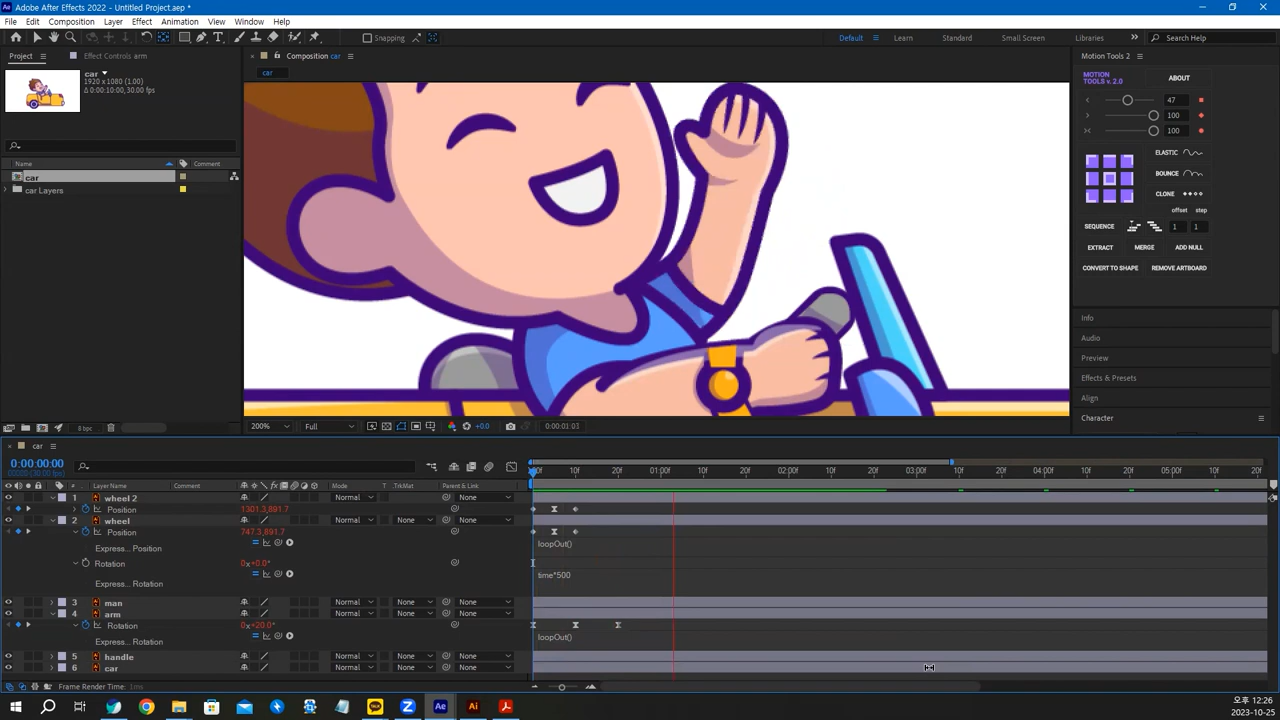 Adobe After Effects 2022 - Untitled Project.aep *
File Edit Composition Layer Effect Animation View Window Help
Snapping
Default Learn Standard Small Screen Libraries Search Help
Project Effect Controls arm
Composition car
Motion Tools 2
car
1920 x 1080 (1.00)
Δ 0:00:10:00, 30.00 fps
car
MOTION TOOLS v. 2.0
ABOUT
47
100
100
ELASTIC
BOUNCE
CLONE
offset step
SEQUENCE 1 1
EXTRACT MERGE ADD NULL
CONVERT TO SHAPE REMOVE ARTBOARD
Name Comment
car
car Layers
Info
Audio
Preview
Effects & Presets
Align
Character
8 bpc
200% Full +0.0 0:00:01:03
car
0:00:00:00
Layer Name Comment Mode T .TrkMat Parent & Link
:00f 10f 20f 01:00f 10f 20f 02:00f 10f 20f 03:00f 10f 20f 04:00f 10f 20f 05:00f 20f
1 wheel 2 Normal None
Position 1301.3,891.7
2 wheel Normal None None
Position 747.3,891.7
Express... Position loopOut()
Rotation 0x+0.0°
Express... Rotation time*500
3 man Normal None None
4 arm Normal None None
Rotation 0x+20.0°
Express... Rotation loopOut()
5 handle Normal None None
6 car Normal None None
Frame Render Time: 1ms
오후 12:26
2023-10-25